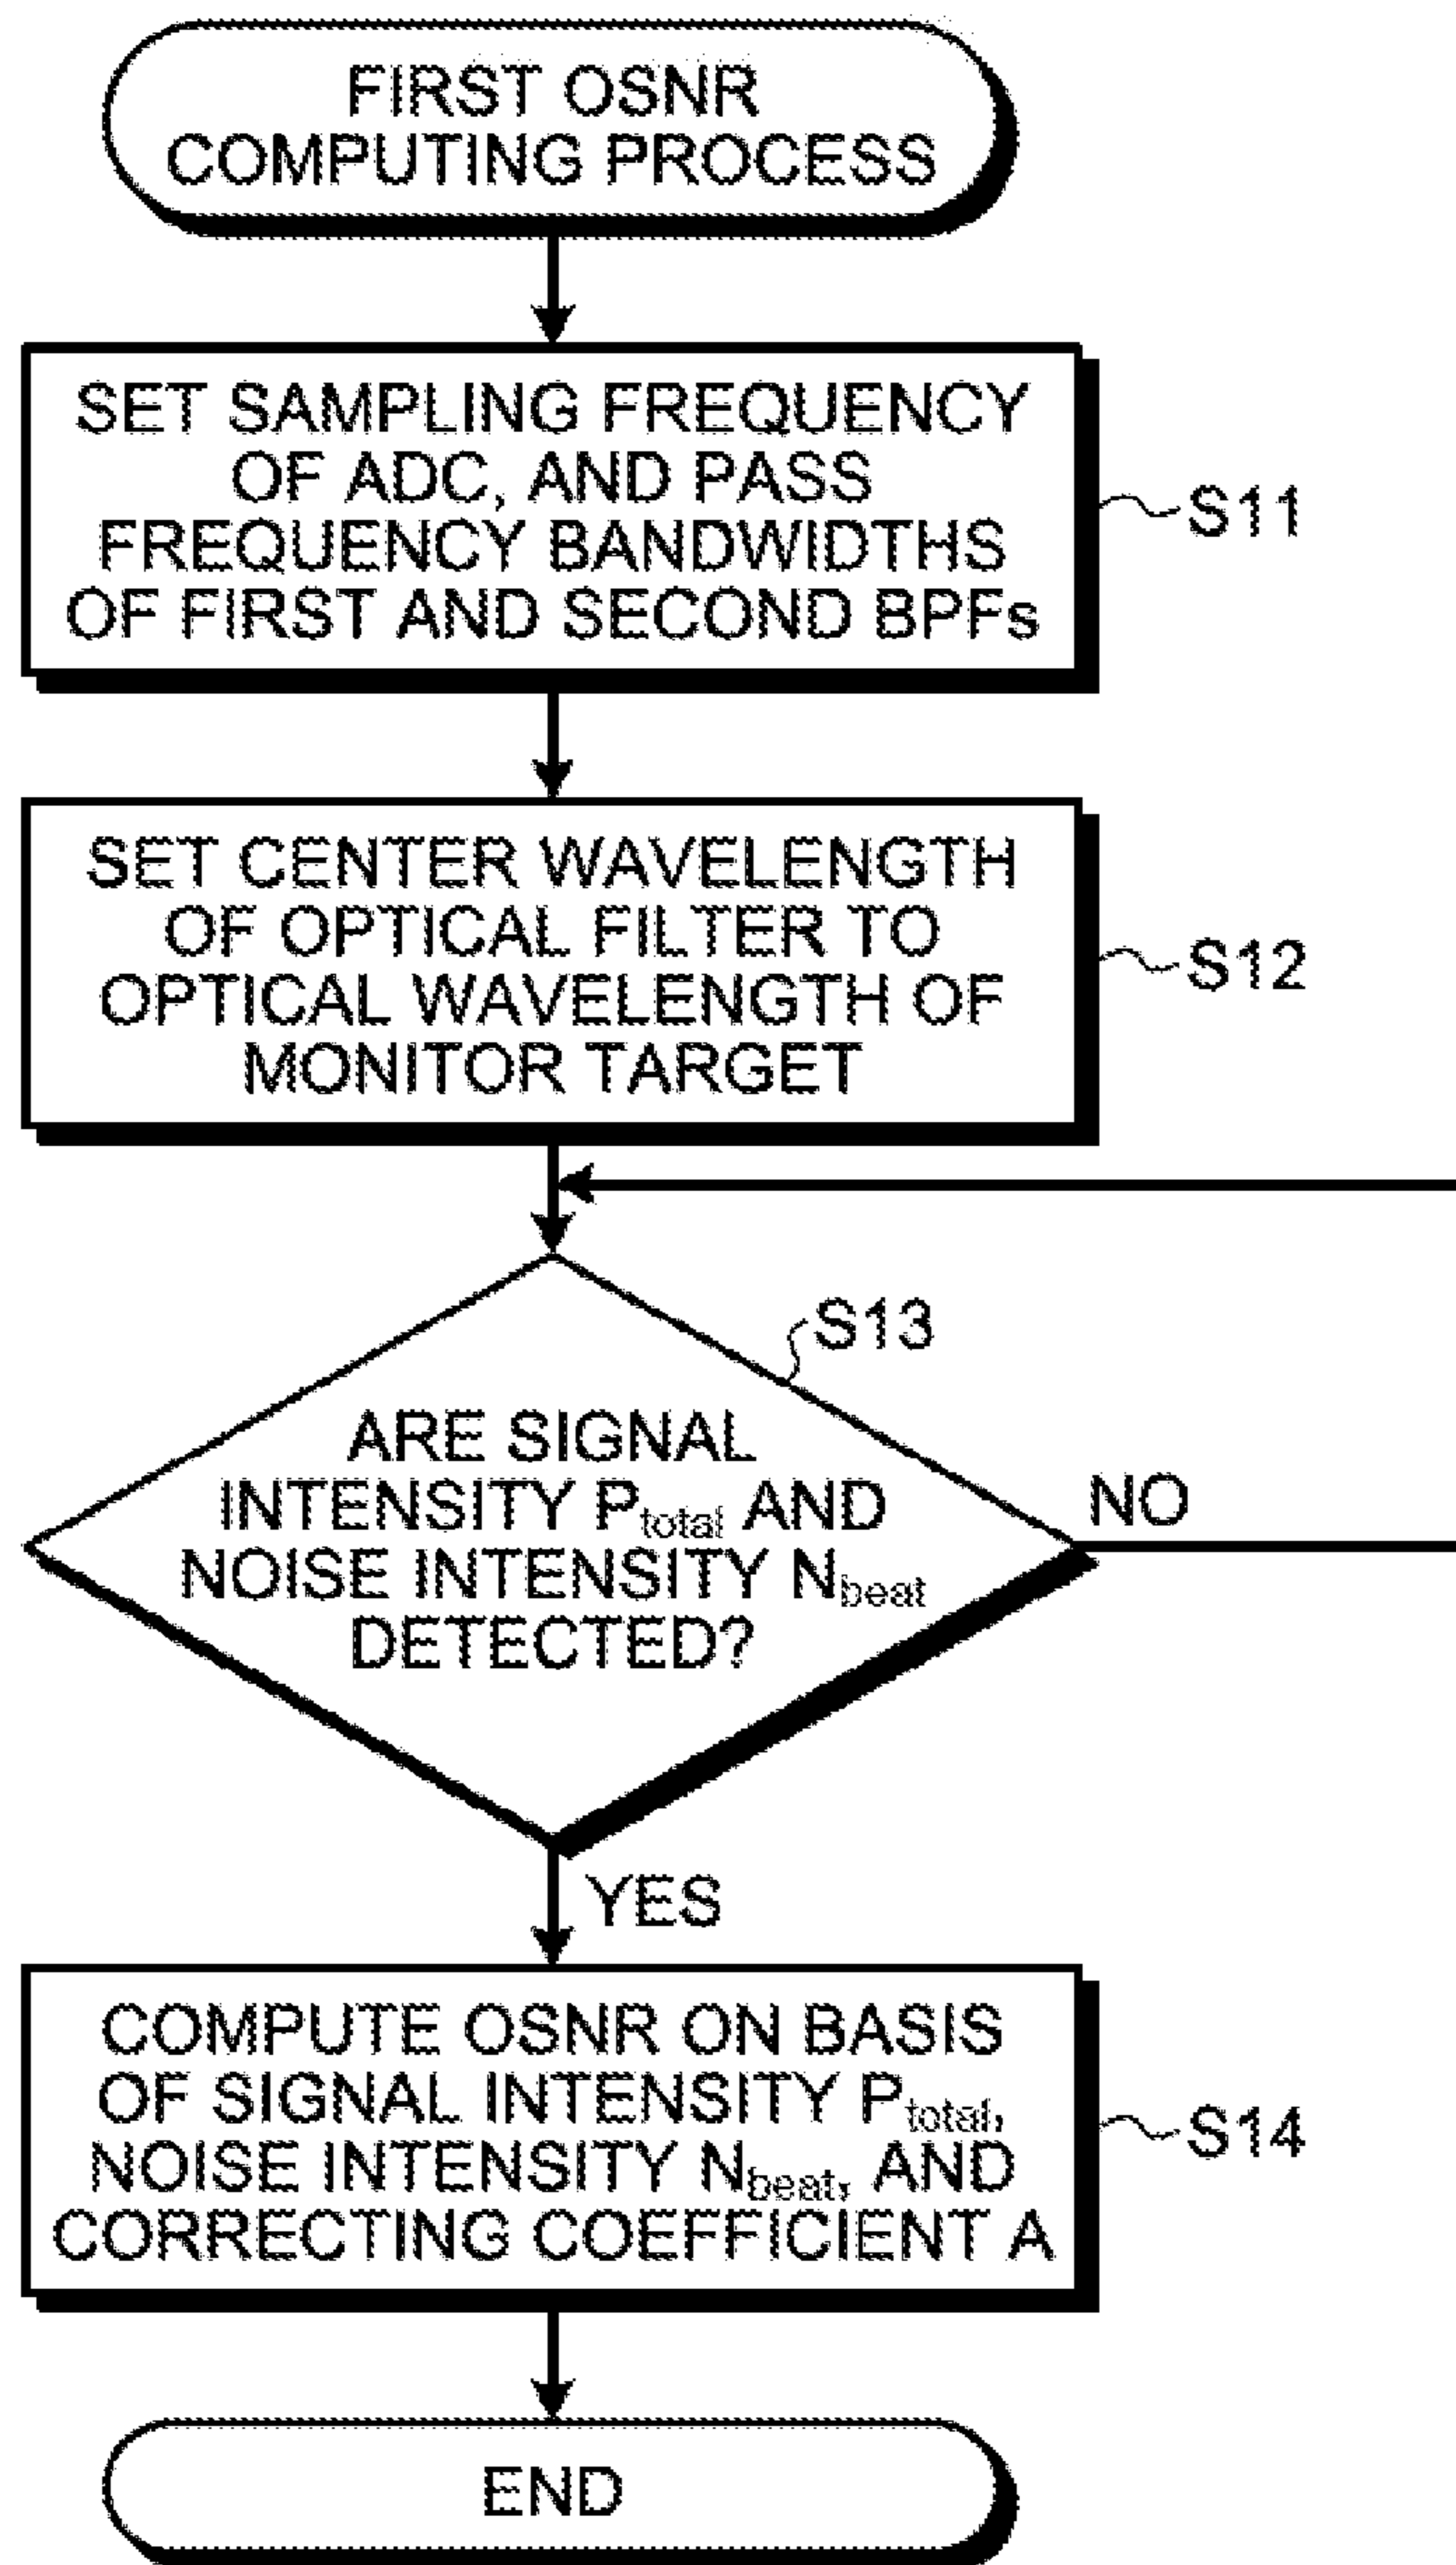 FIRST OSNR
COMPUTING PROCESS
SET SAMPLING FREQUENCY
OF ADC, AND PASS
FREQUENCY BANDWIDTHS
OF FIRST AND SECOND BPFs
S11
SET CENTER WAVELENGTH
OF OPTICAL FILTER TO
OPTICAL WAVELENGTH OF
MONITOR TARGET
S12
S13
ARE SIGNAL
INTENSITY Ptotal AND
NOISE INTENSITY Nbeat
DETECTED?
NO
YES
COMPUTE OSNR ON BASIS
OF SIGNAL INTENSITY Ptotal,
NOISE INTENSITY Nbeat, AND
CORRECTING COEFFICIENT A
S14
END